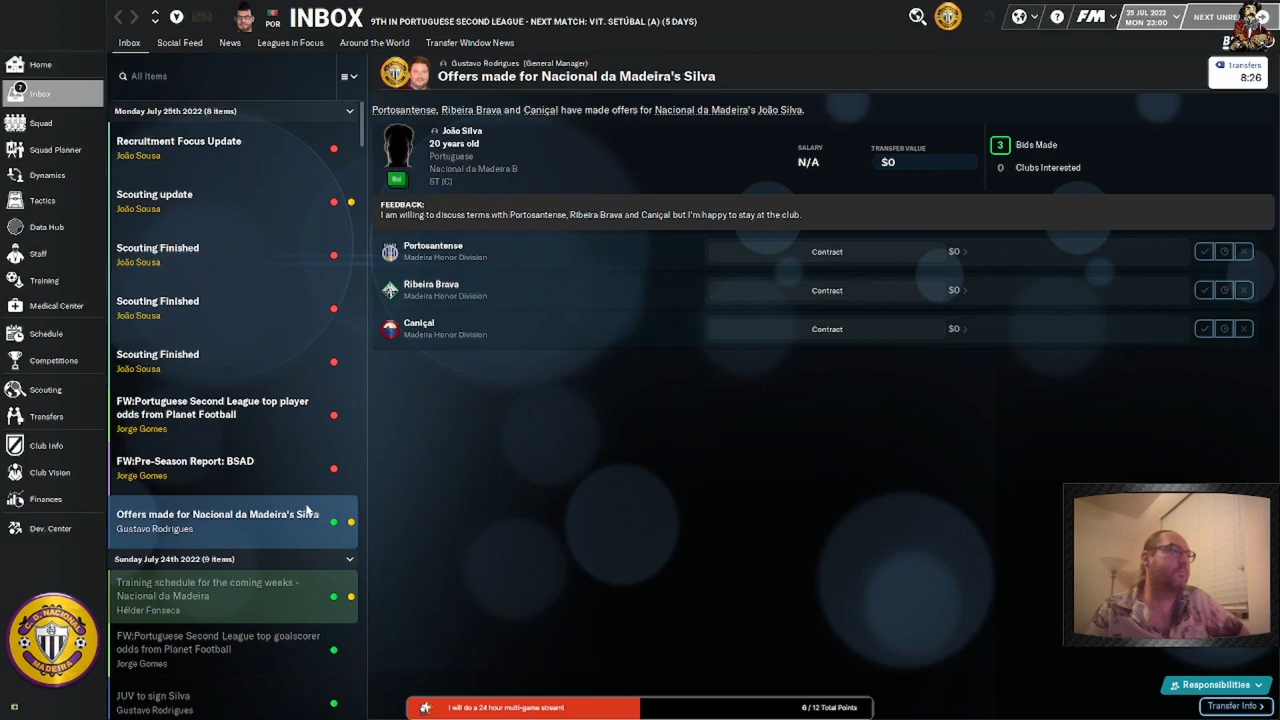 INBOX
POR
9TH IN PORTUGUESE SECOND LEAGUE - NEXT MATCH: VIT. SETÚBAL (A) (5 DAYS)
FM
25 JUL 2022
MON 23:00
NEXT UNRE
Inbox
Social Feed
News
Leagues in Focus
Around the World
Transfer Window News
Transfers
8:26
Home
7
Inbox
Squad
Squad Planner
Dynamics
Tactics
Data Hub
Staff
Training
Medical Center
Schedule
Competitions
Scouting
Transfers
Club Info
Club Vision
Finances
Dev. Center
C.D. NACIONAL
MADEIRA
All Items
Monday July 25th 2022 (8 items)
Recruitment Focus Update
João Sousa
Scouting update
João Sousa
Scouting Finished
João Sousa
Scouting Finished
João Sousa
Scouting Finished
João Sousa
FW:Portuguese Second League top player
odds from Planet Football
Jorge Gomes
FW:Pre-Season Report: BSAD
Jorge Gomes
Offers made for Nacional da Madeira's Silva
Gustavo Rodrigues
Sunday July 24th 2022 (9 items)
Training schedule for the coming weeks -
Nacional da Madeira
Hélder Fonseca
FW:Portuguese Second League top goalscorer
odds from Planet Football
Jorge Gomes
JUV to sign Silva
Gustavo Rodrigues
Gustavo Rodrigues (General Manager)
Offers made for Nacional da Madeira's Silva
Portosantense, Ribeira Brava and Caniçal have made offers for Nacional da Madeira's João Silva.
João Silva
20 years old
Portuguese
Nacional da Madeira B
ST (C)
Bid
SALARY
N/A
TRANSFER VALUE
$0
3 Bids Made
0 Clubs Interested
FEEDBACK:
I am willing to discuss terms with Portosantense, Ribeira Brava and Caniçal but I'm happy to stay at the club.
Portosantense
Madeira Honor Division
Contract
$0
Ribeira Brava
Madeira Honor Division
Contract
$0
Caniçal
Madeira Honor Division
Contract
$0
Responsibilities
Transfer Info
I will do a 24 hour multi-game stream!
6 / 12 Total Points